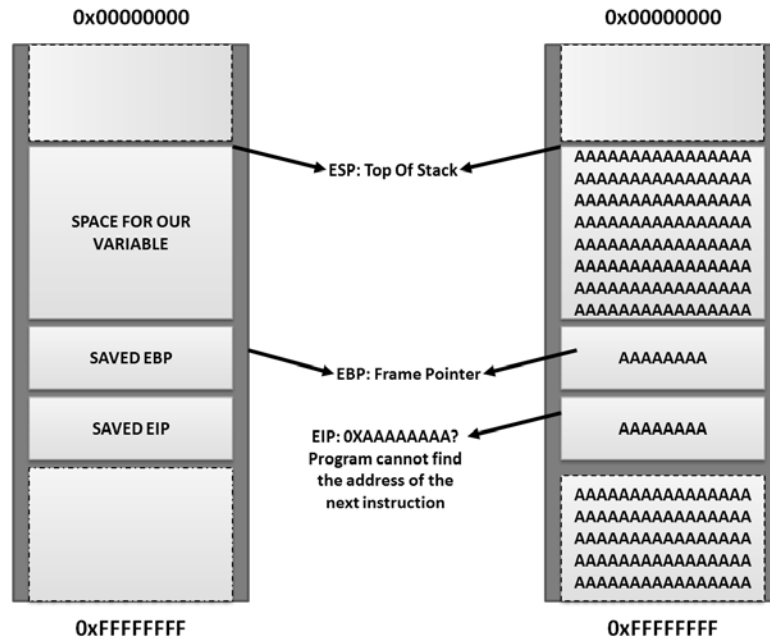 0x00000000
0x00000000
SPACE FOR OUR
VARIABLE
SAVED EBP
SAVED EIP
0xFFFFFFFF
ESP: Top Of Stack
EBP: Frame Pointer
EIP: 0XAAAAAAAA?
Program cannot find
the address of the
next instruction
AAAAAAAAAAAAAAAA
AAAAAAAAAAAAAAAA
AAAAAAAAAAAAAAAA
AAAAAAAAAAAAAAAA
AAAAAAAAAAAAAAAA
AAAAAAAAAAAAAAAA
AAAAAAAAAAAAAAAA
AAAAAAAAAAAAAAAA
AAAAAAAA
AAAAAAAA
AAAAAAAAAAAAAAAA
AAAAAAAAAAAAAAAA
AAAAAAAAAAAAAAAA
AAAAAAAAAAAAAAAA
AAAAAAAAAAAAAAAA
0xFFFFFFFF